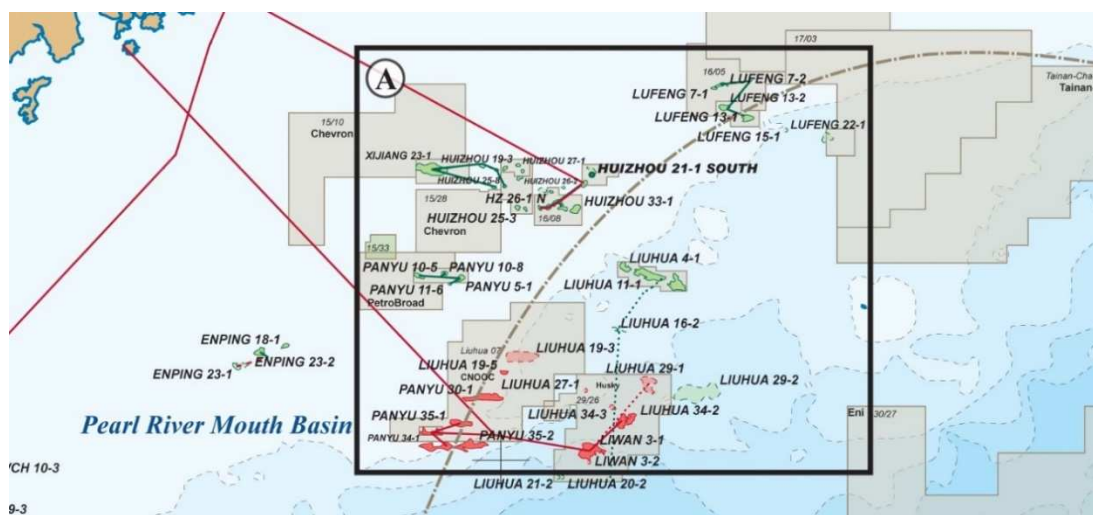 17/03
A
16/05
LUFENG 7-2
LUFENG 7-1
LUFENG 13-2
Tainan-Cha
Tainan
15/10
Chevron
LUFENG 13-1
LUFENG 22-1
LUFENG 15-1
XIJIANG 23-1
HUIZHOU 19-3
HUIZHOU 27-1
HUIZHOU 21-1 SOUTH
HUIZHOU 25-8
HUIZHOU 26-2
15/28
HZ 26-1 N
HUIZHOU 33-1
HUIZHOU 25-3
16/08
Chevron
15/33
PANYU 10-5
PANYU 10-8
LIUHUA 4-1
PANYU 11-6
PANYU 5-1
LIUHUA 11-1
PetroBroad
LIUHUA 16-2
ENPING 18-1
Liuhua 07
LIUHUA 19-3
ENPING 23-2
ENPING 23-1
LIUHUA 19-5
CNOOC
LIUHUA 29-1
LIUHUA 27-1
Husky
LIUHUA 29-2
PANYU 30-1
29/26
LIUHUA 34-3
LIUHUA 34-2
Eni
30/27
Pearl River Mouth Basin
PANYU 35-1
PANYU 34-1
PANYU 35-2
LIWAN 3-1
LIWAN 3-2
YCH 10-3
LIUHUA 21-2
LIUHUA 20-2
9-3